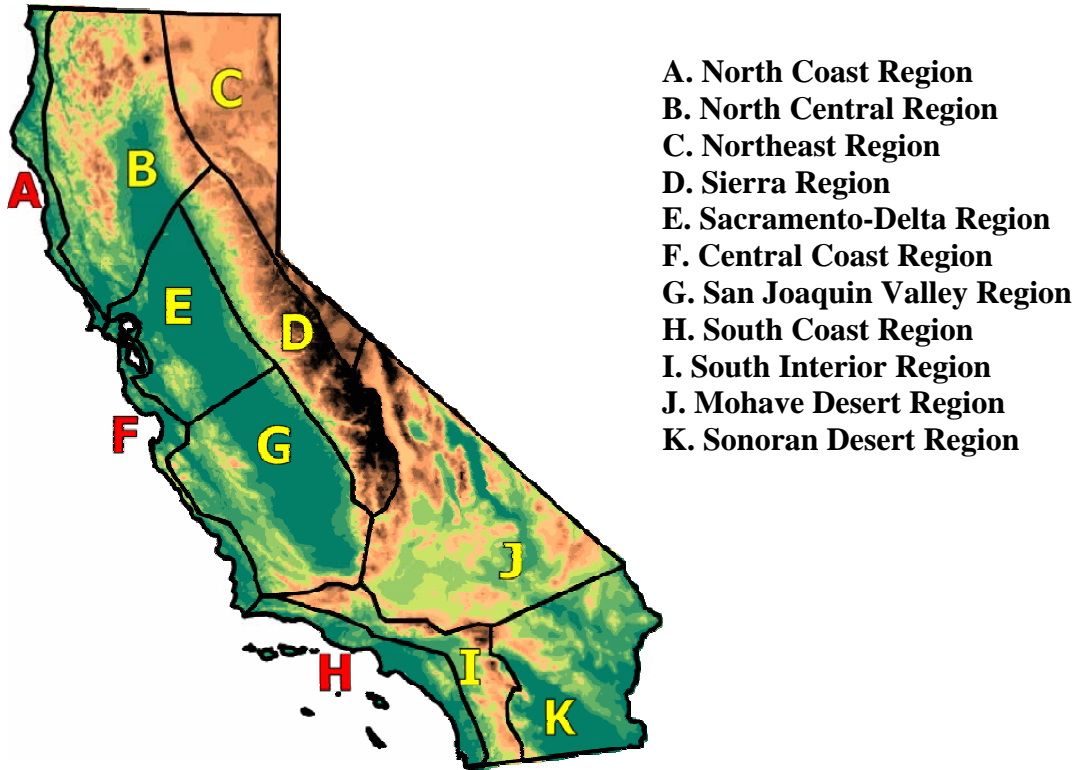 A. North Coast Region
B. North Central Region
C. Northeast Region
D. Sierra Region
E. Sacramento-Delta Region
F. Central Coast Region
G. San Joaquin Valley Region
H. South Coast Region
I. South Interior Region
J. Mohave Desert Region
K. Sonoran Desert Region
C
B
A
E
D
F
G
J
I
H
K